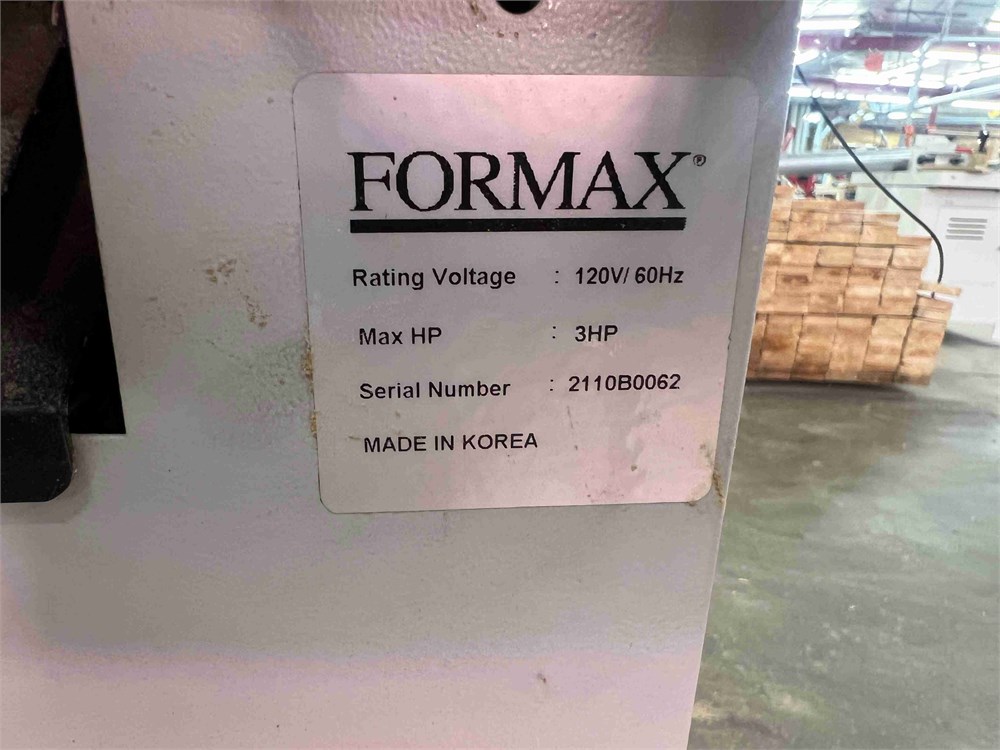 FORMAX®
Rating Voltage : 120V/ 60Hz
Max HP : 3HP
Serial Number : 2110B0062
MADE IN KOREA